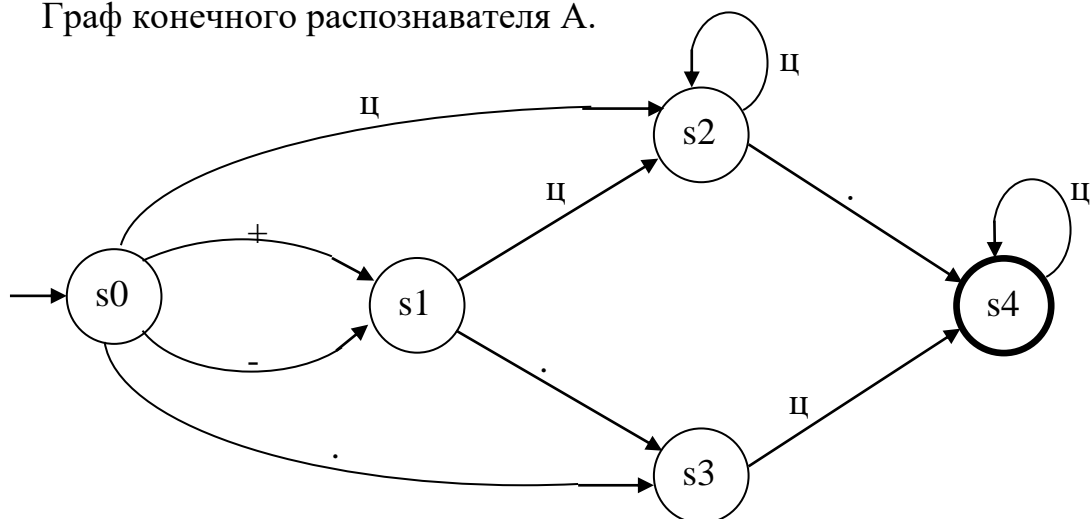 Граф конечного распознавателя А.
ц
ц
s2
ц
.
ц
+
s0
s1
s4
-
.
ц
.
s3